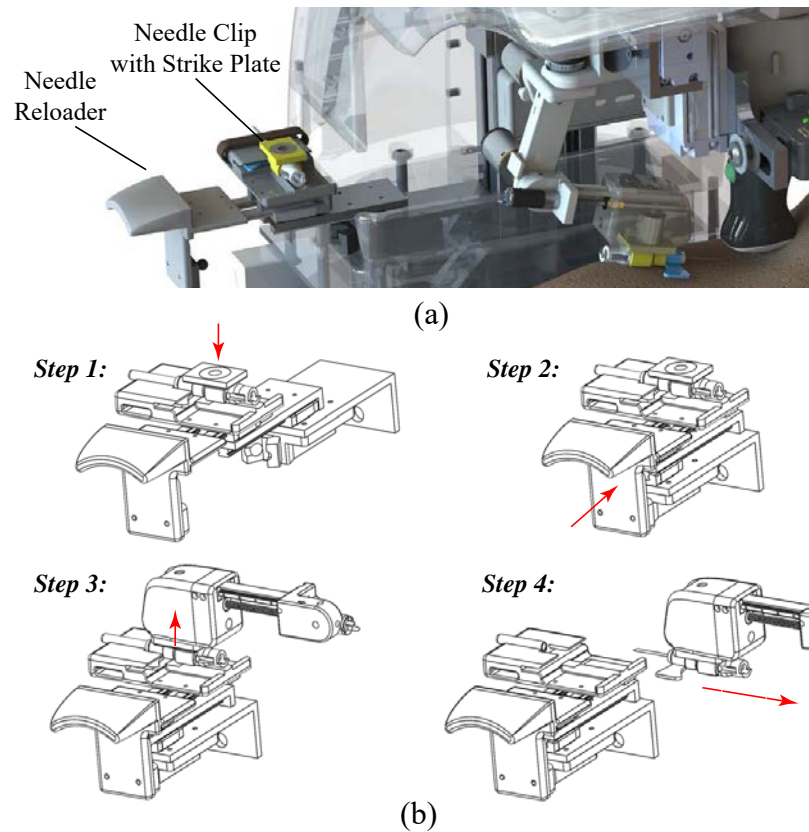 Needle Clip
with Strike Plate
Needle
Reloader
(a)
Step 1:
Step 2:
Step 3:
Step 4:
(b)